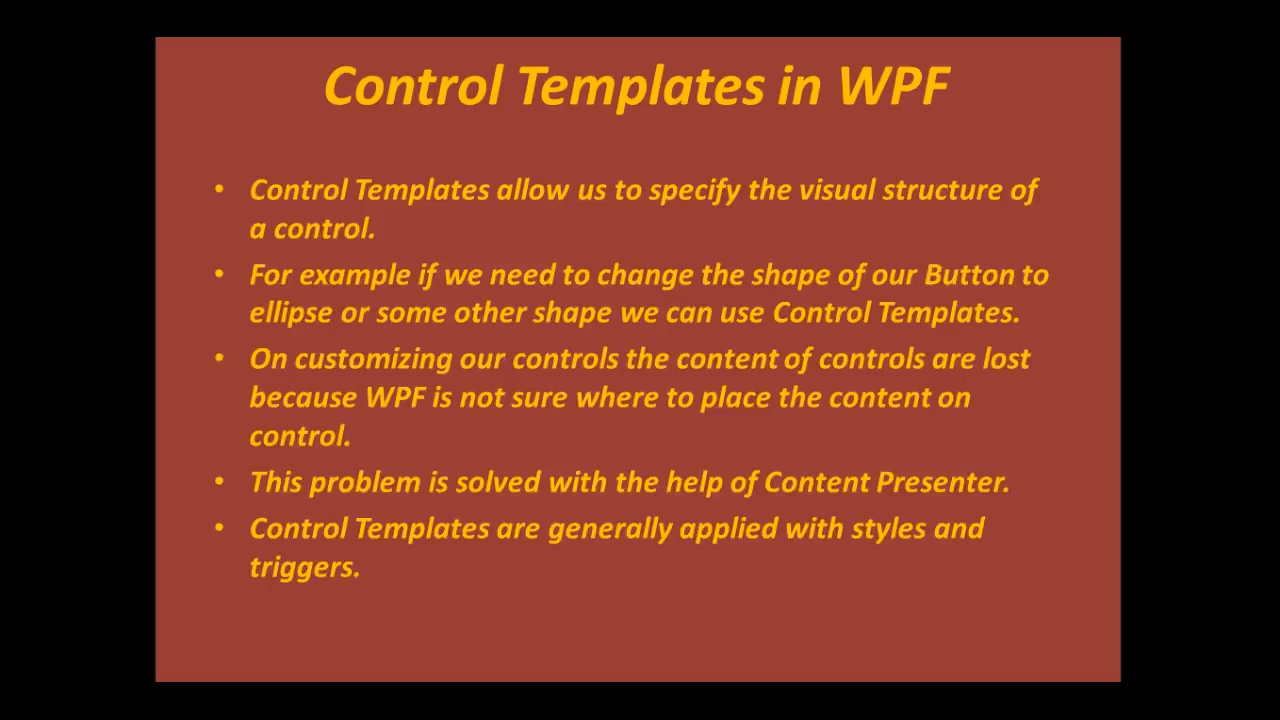 Control Templates in WPF
• Control Templates allow us to specify the visual structure of
a control.
• For example if we need to change the shape of our Button to
ellipse or some other shape we can use Control Templates.
• On customizing our controls the content of controls are lost
because WPF is not sure where to place the content on
control.
• This problem is solved with the help of Content Presenter.
• Control Templates are generally applied with styles and
triggers.